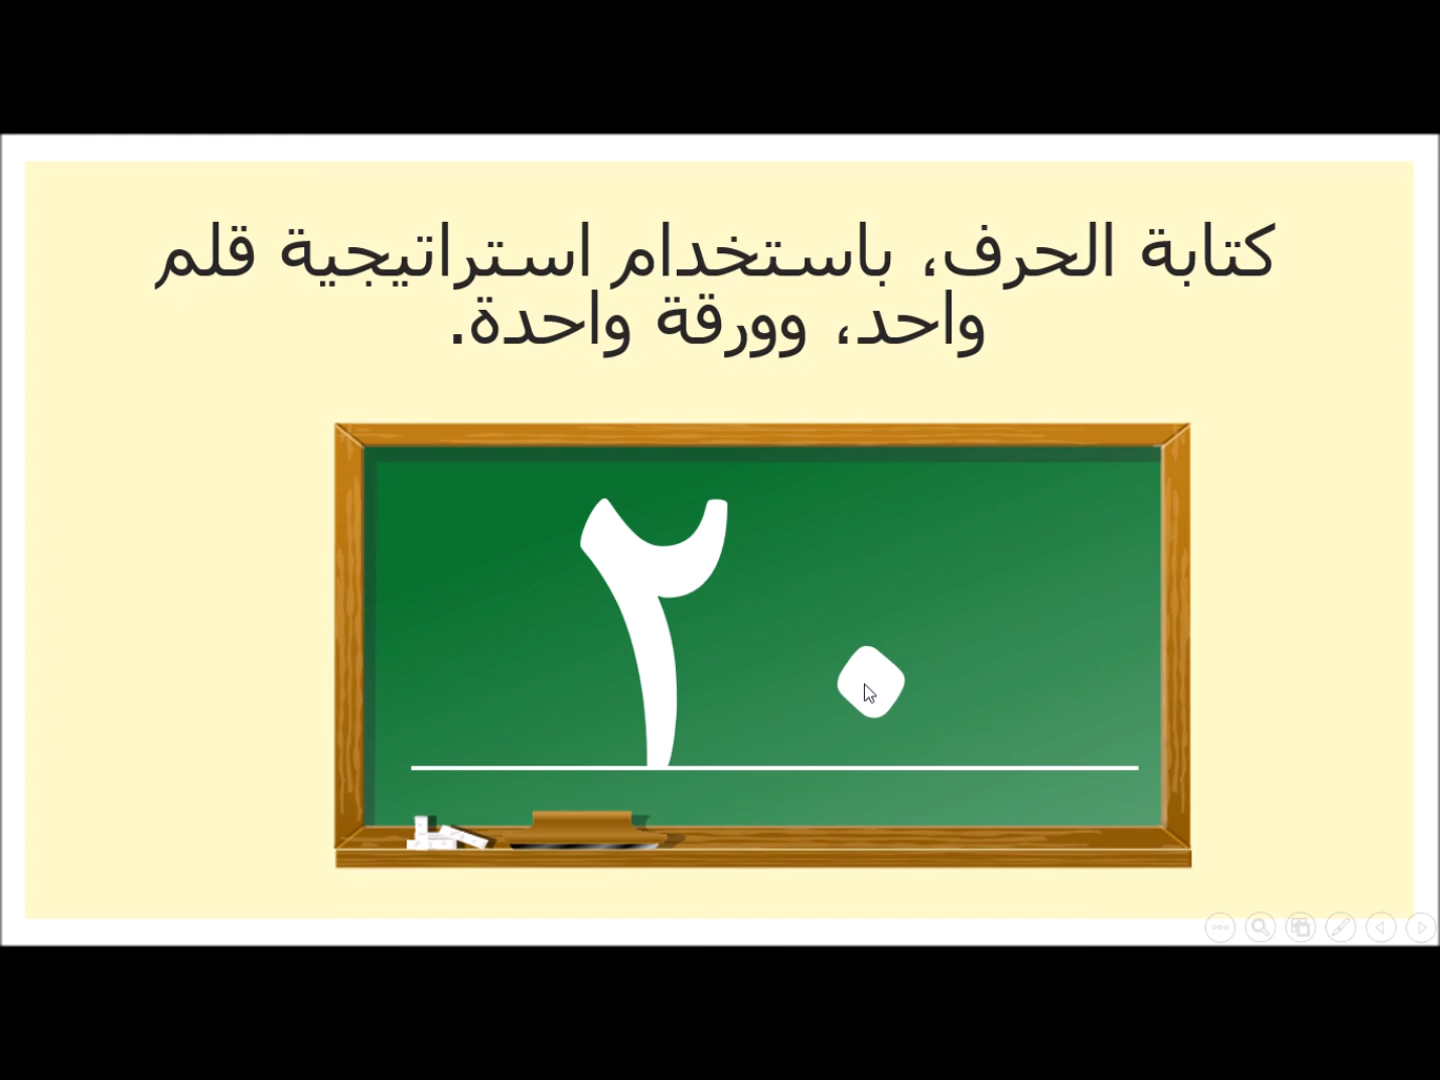 كتابة الحرف، باستخدام استراتيجية قلم
واحد، وورقة واحدة.
٢٠